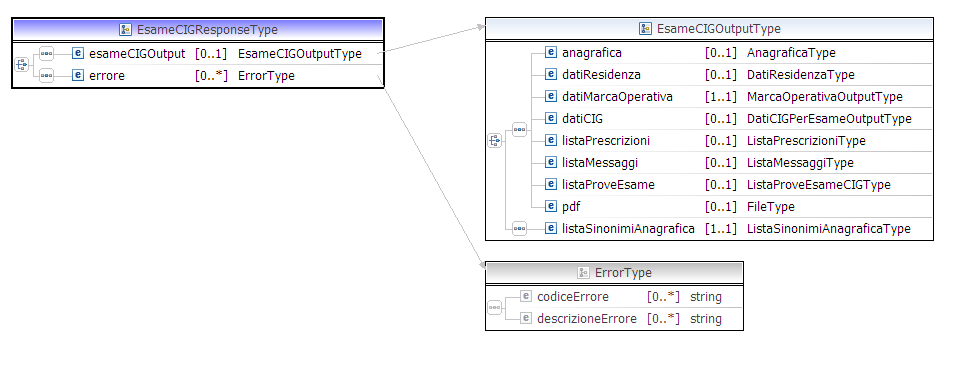 EsameCIGResponseType
esameCIGOutput [0..1] EsameCIGOutputType
errore [0..*] ErrorType
EsameCIGOutputType
anagrafica [0..1] AnagraficaType
datiResidenza [0..1] DatiResidenzaType
datiMarcaOperativa [1..1] MarcaOperativaOutputType
datiCIG [0..1] DatiCIGPerEsameOutputType
listaPrescrizioni [0..1] ListaPrescrizioniType
listaMessaggi [0..1] ListaMessaggiType
listaProveEsame [0..1] ListaProveEsameCIGType
pdf [0..1] FileType
listaSinonimiAnagrafica [1..1] ListaSinonimiAnagraficaType
ErrorType
codiceErrore [0..*] string
descrizioneErrore [0..*] string